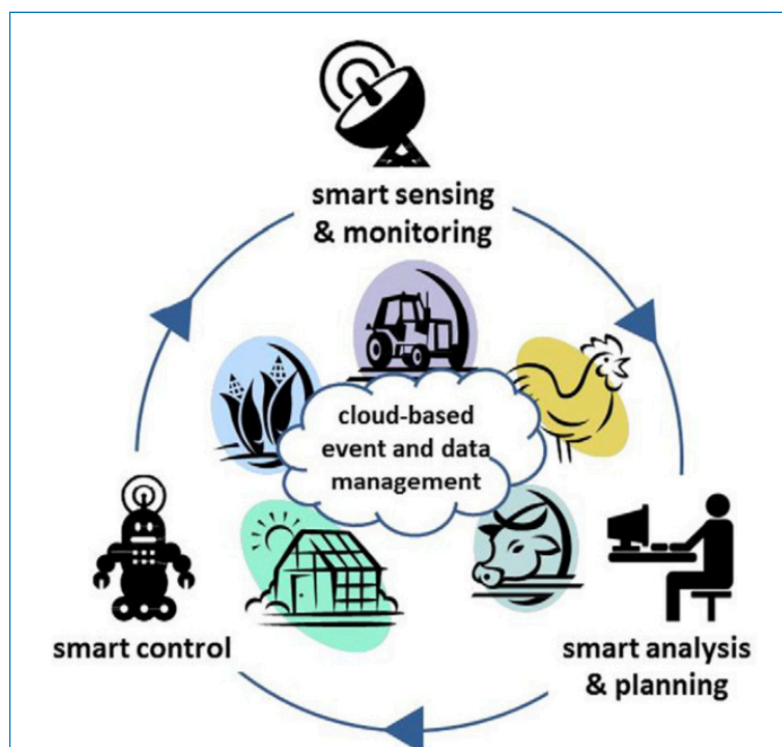 smart sensing
& monitoring
cloud-based
event and data
management
smart control
smart analysis
& planning